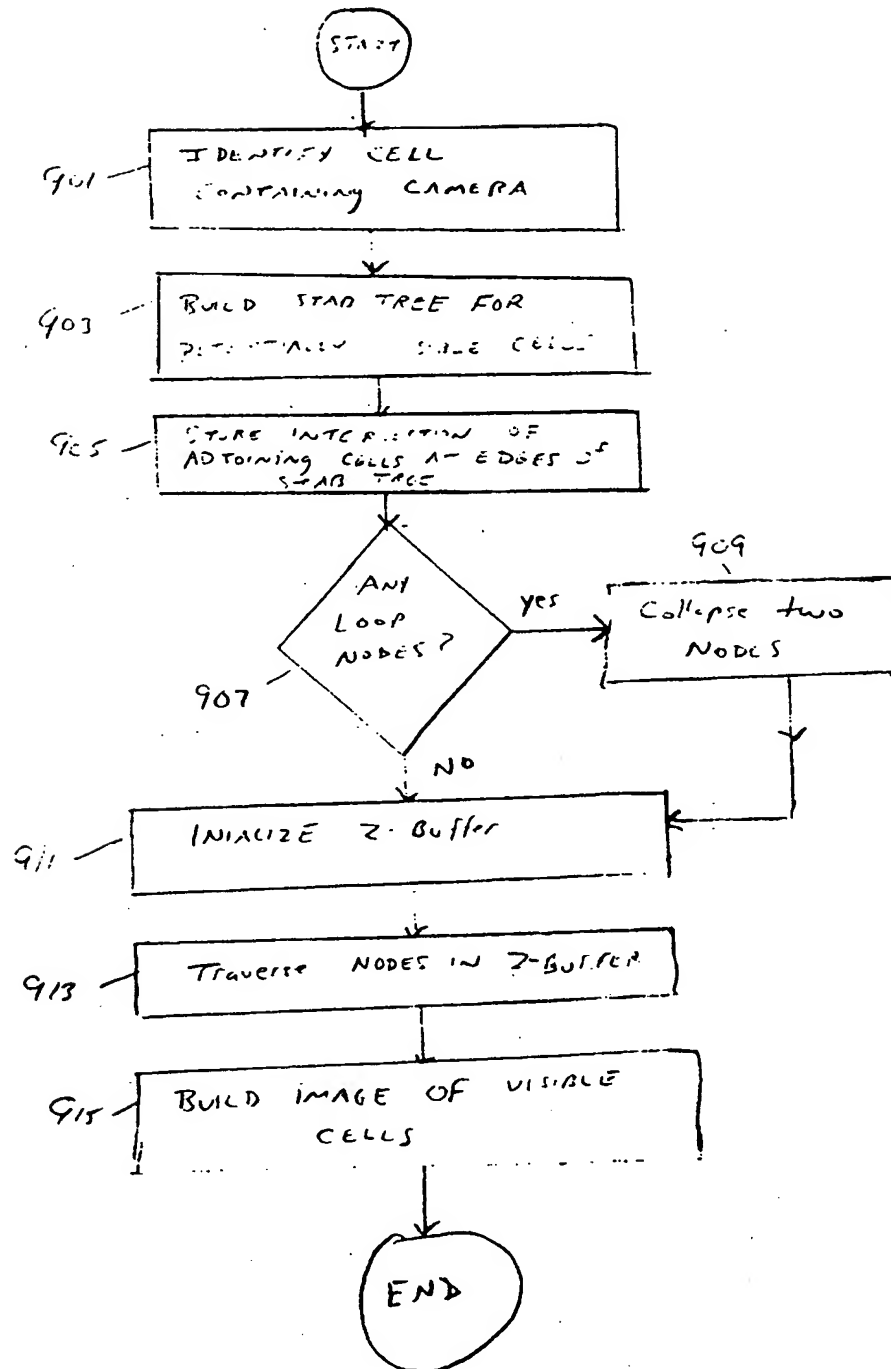 START
901
IDENTIFY CELL
CONTAINING CAMERA
903
BUILD STAB TREE FOR
CELLS
905
STORE OF
ADJOINING CELLS AT EDGES OF
STAB TREE
ANY
LOOP
NODES?
907
yes
909
Collapse two
NODES
NO
911
INIALIZE Z-Buffer
913
Traverse NODES IN Z-BUFFER
915
BUILD IMAGE OF VISIBLE
CELLS
END